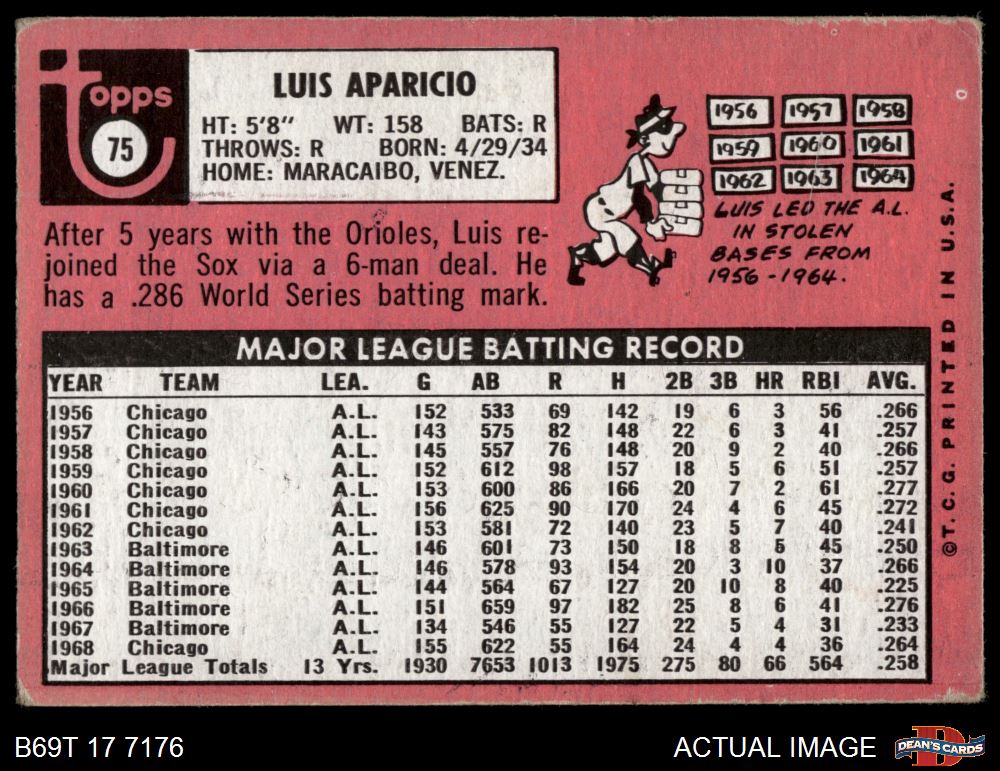 Topps
75
LUIS APARICIO
HT: 5'8" WT: 158 BATS: R
THROWS: R BORN: 4/29/34
HOME: MARACAIBO, VENEZ.
After 5 years with the Orioles, Luis re-
joined the Sox via a 6-man deal. He
has a .286 World Series batting mark.
1956 1957 1958
1959 1960 1961
1962 1963 1964
LUIS LED THE A.L.
IN STOLEN
BASES FROM
1956-1964.
MAJOR LEAGUE BATTING RECORD
YEAR TEAM LEA. G AB R H 2B 3B HR RBI AVG.
1956 Chicago A.L. 152 533 69 142 19 6 3 56 .266
1957 Chicago A.L. 143 575 82 148 22 6 3 41 .257
1958 Chicago A.L. 145 557 76 148 20 9 2 40 .266
1959 Chicago A.L. 152 612 98 157 18 5 6 51 .257
1960 Chicago A.L. 153 600 86 166 20 7 2 61 .277
1961 Chicago A.L. 156 625 90 170 24 4 6 45 .272
1962 Chicago A.L. 153 581 72 140 23 5 7 40 .241
1963 Baltimore A.L. 146 601 73 150 18 8 5 45 .250
1964 Baltimore A.L. 146 578 93 154 20 3 10 37 .266
1965 Baltimore A.L. 144 564 67 127 20 10 8 40 .225
1966 Baltimore A.L. 151 659 97 182 25 8 6 41 .276
1967 Baltimore A.L. 134 546 55 127 22 5 4 31 .233
1968 Chicago A.L. 155 622 55 164 24 4 4 36 .264
Major League Totals 13 Yrs. 1930 7653 1013 1975 275 80 66 564 .258
©T. C. G. PRINTED IN U.S.A.
B69T 17 7176
ACTUAL IMAGE
D
DEAN'S CARDS